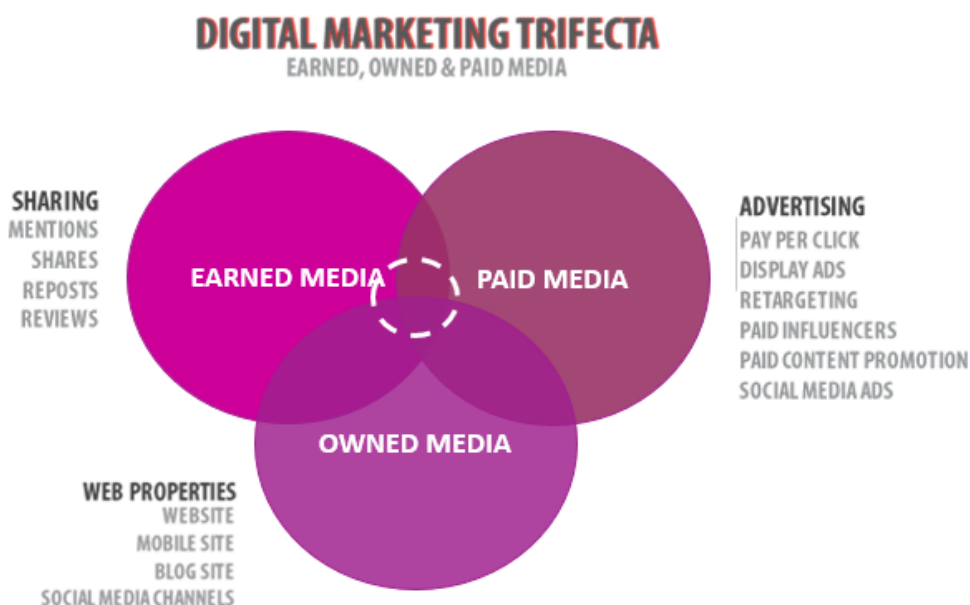 DIGITAL MARKETING TRIFECTA
EARNED, OWNED & PAID MEDIA
SHARING
MENTIONS
SHARES
REPOSTS
REVIEWS
EARNED MEDIA
PAID MEDIA
ADVERTISING
PAY PER CLICK
DISPLAY ADS
RETARGETING
PAID INFLUENCERS
PAID CONTENT PROMOTION
SOCIAL MEDIA ADS
OWNED MEDIA
WEB PROPERTIES
WEBSITE
MOBILE SITE
BLOG SITE
SOCIAL MEDIA CHANNELS